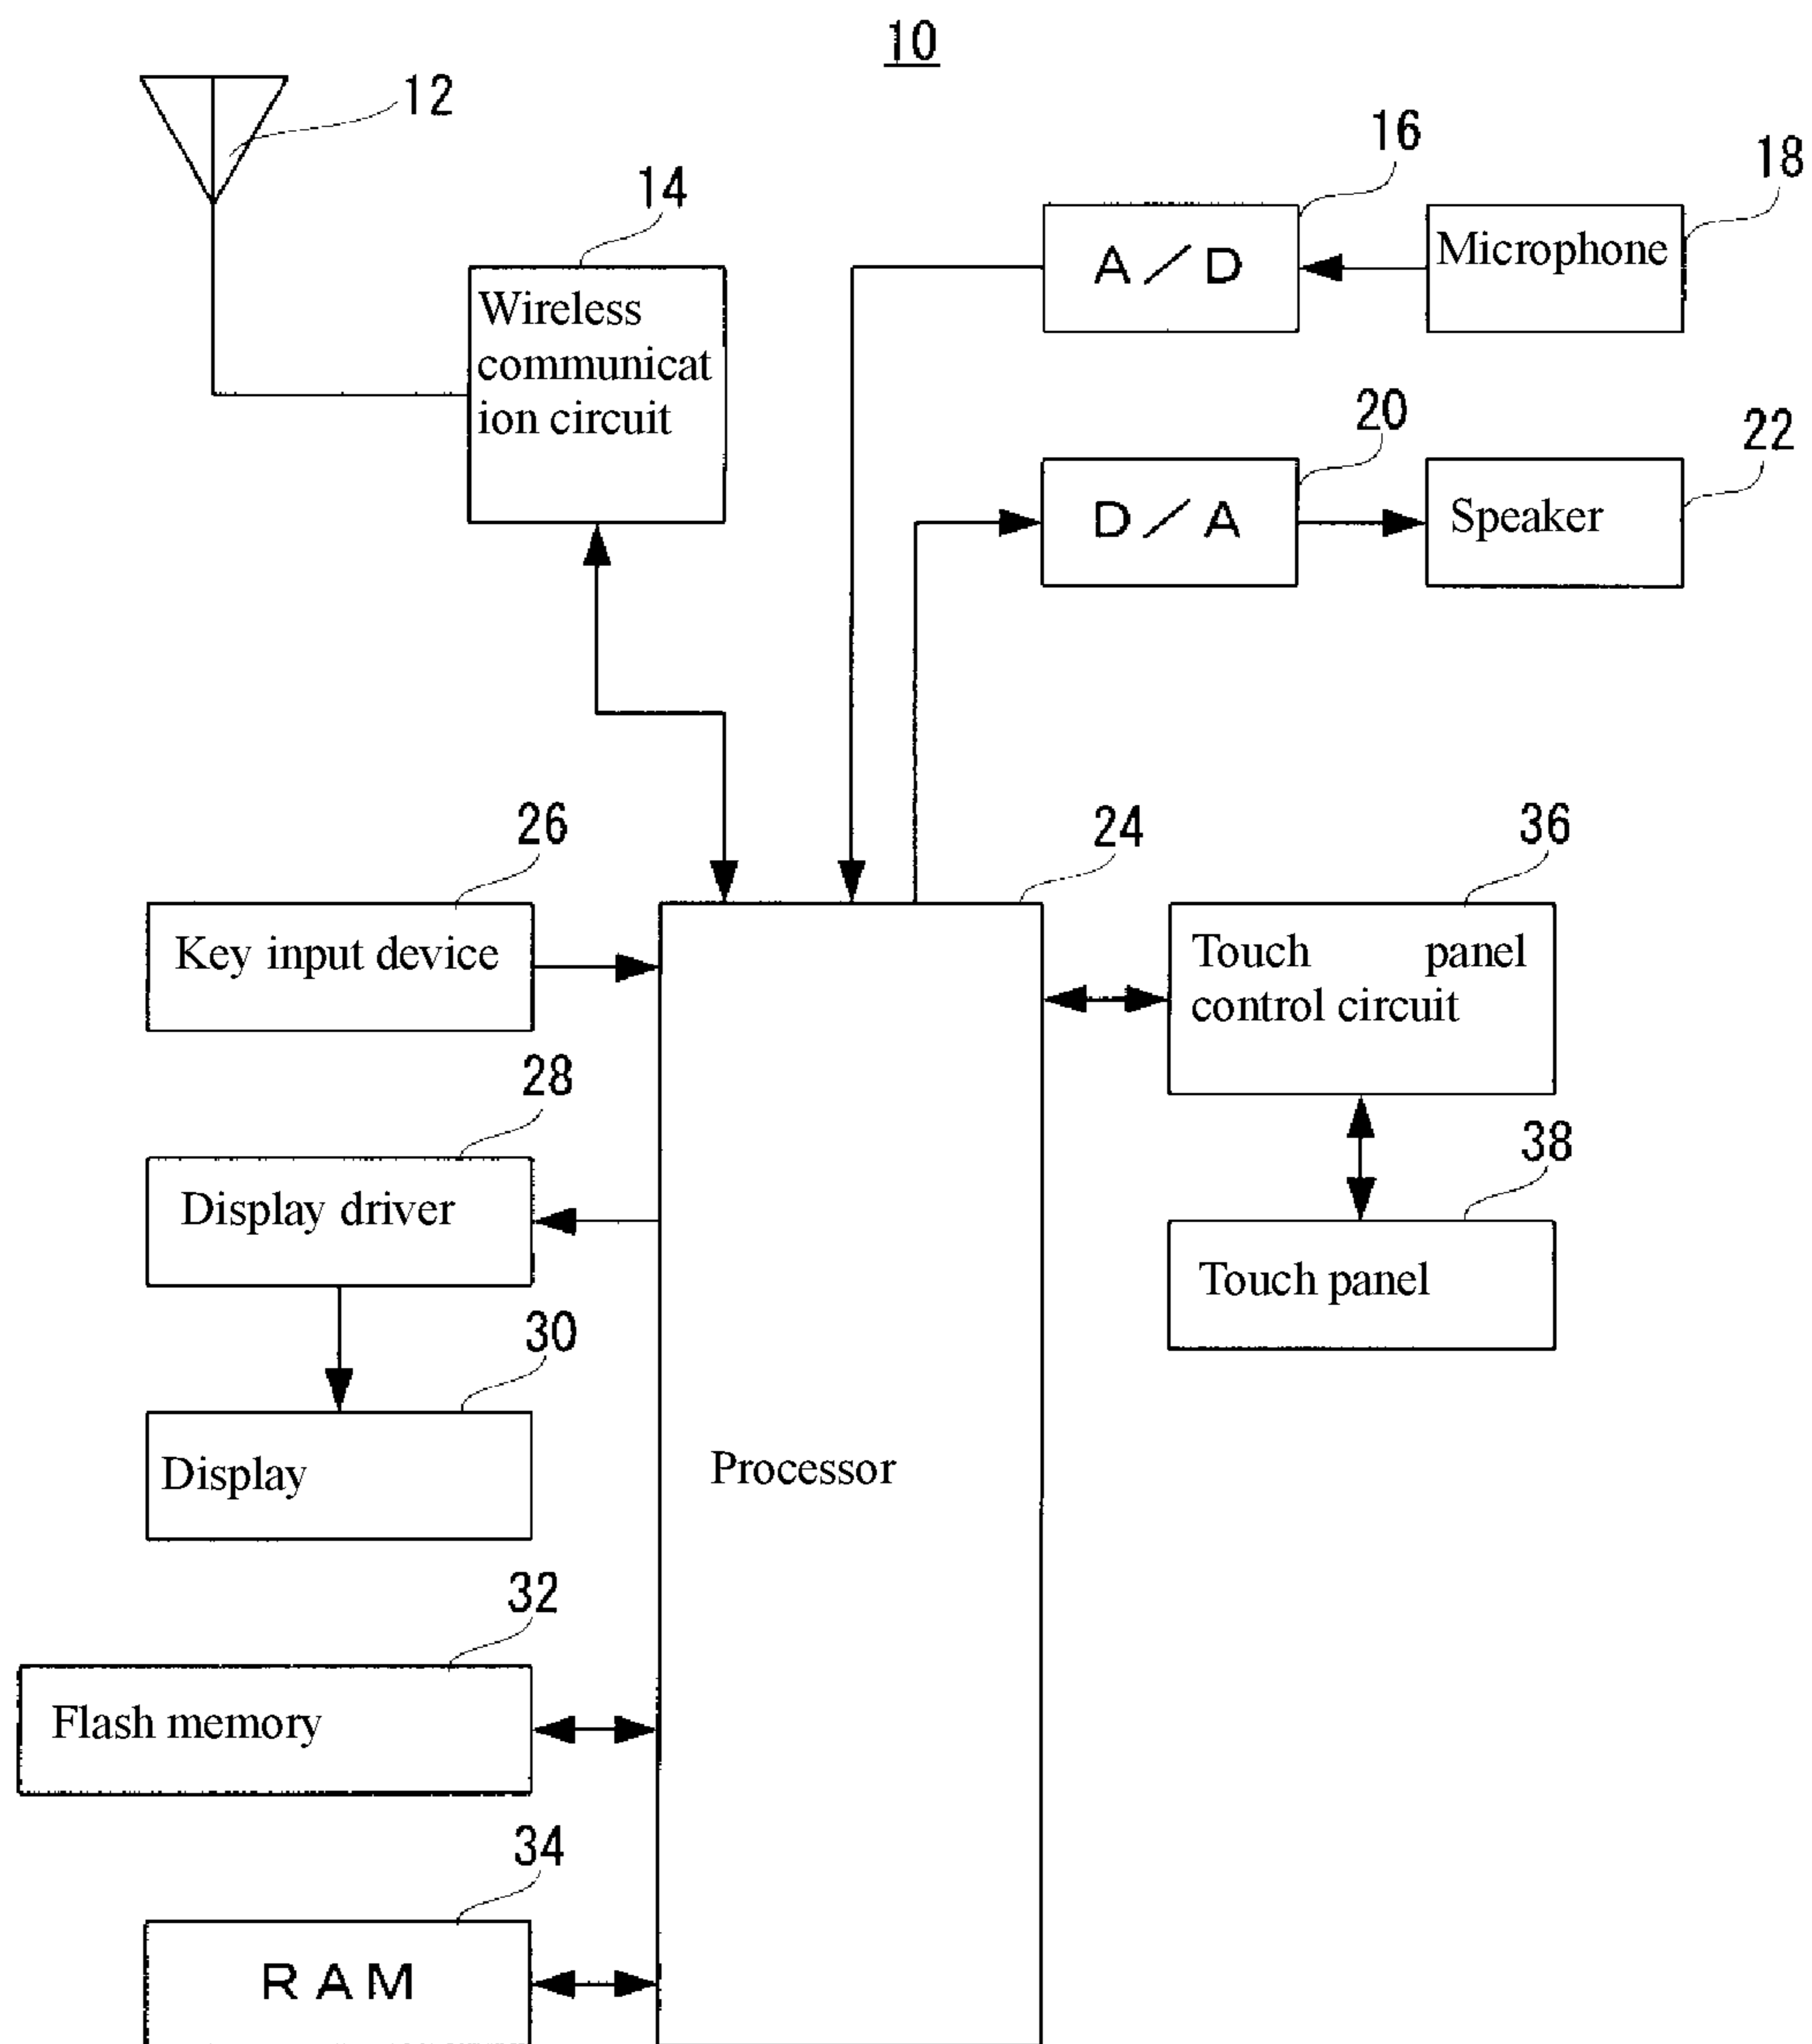 10
12
14
16
18
Wireless
communicat
ion circuit
A／D
Microphone
20
22
D／A
Speaker
26
24
36
Key input device
Touch panel
control circuit
28
38
Display driver
Touch panel
30
Display
Processor
32
Flash memory
34
RAM